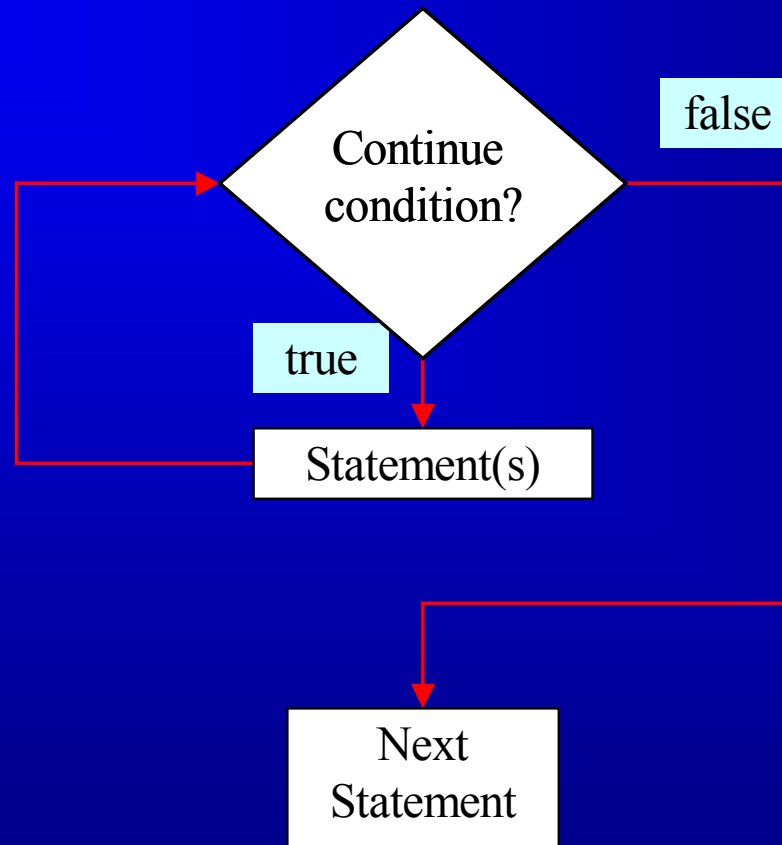 Continue
condition?
false
true
Statement(s)
Next
Statement